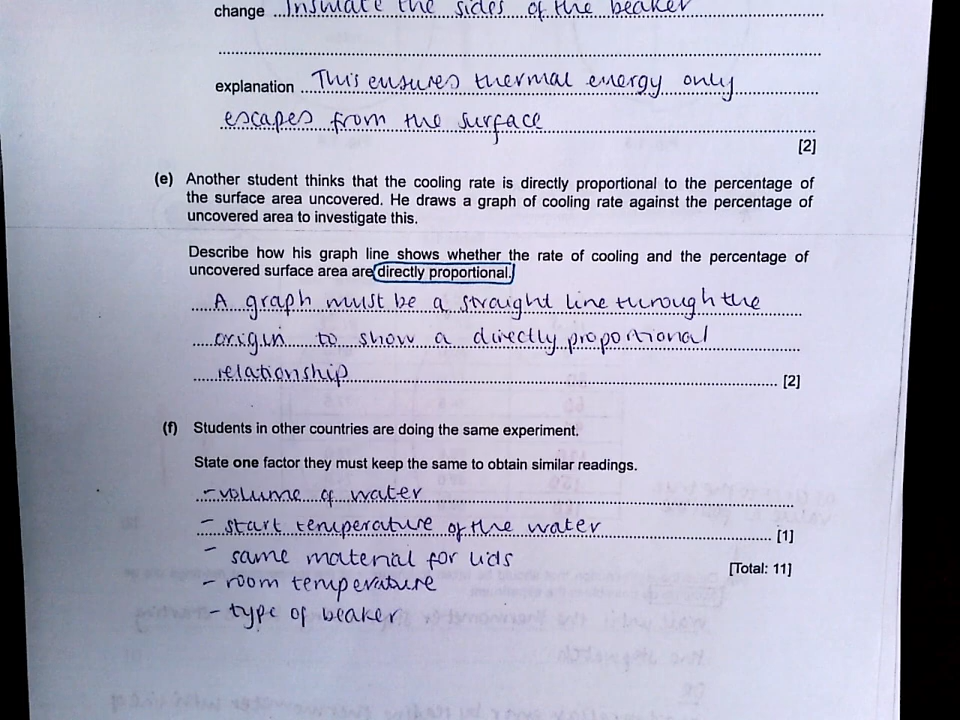 change Insulate the sides of the beaker
explanation This ensures thermal energy only
escapes from the surface
[2]
(e) Another student thinks that the cooling rate is directly proportional to the percentage of
the surface area uncovered. He draws a graph of cooling rate against the percentage of
uncovered area to investigate this.
Describe how his graph line shows whether the rate of cooling and the percentage of
uncovered surface area are directly proportional.
A graph must be a straight line through the
origin to show a directly proportional
relationship [2]
(f) Students in other countries are doing the same experiment.
State one factor they must keep the same to obtain similar readings.
- volume of water
- start temperature of the water [1]
- same material for lids
[Total: 11]
- room temperature
- type of beaker